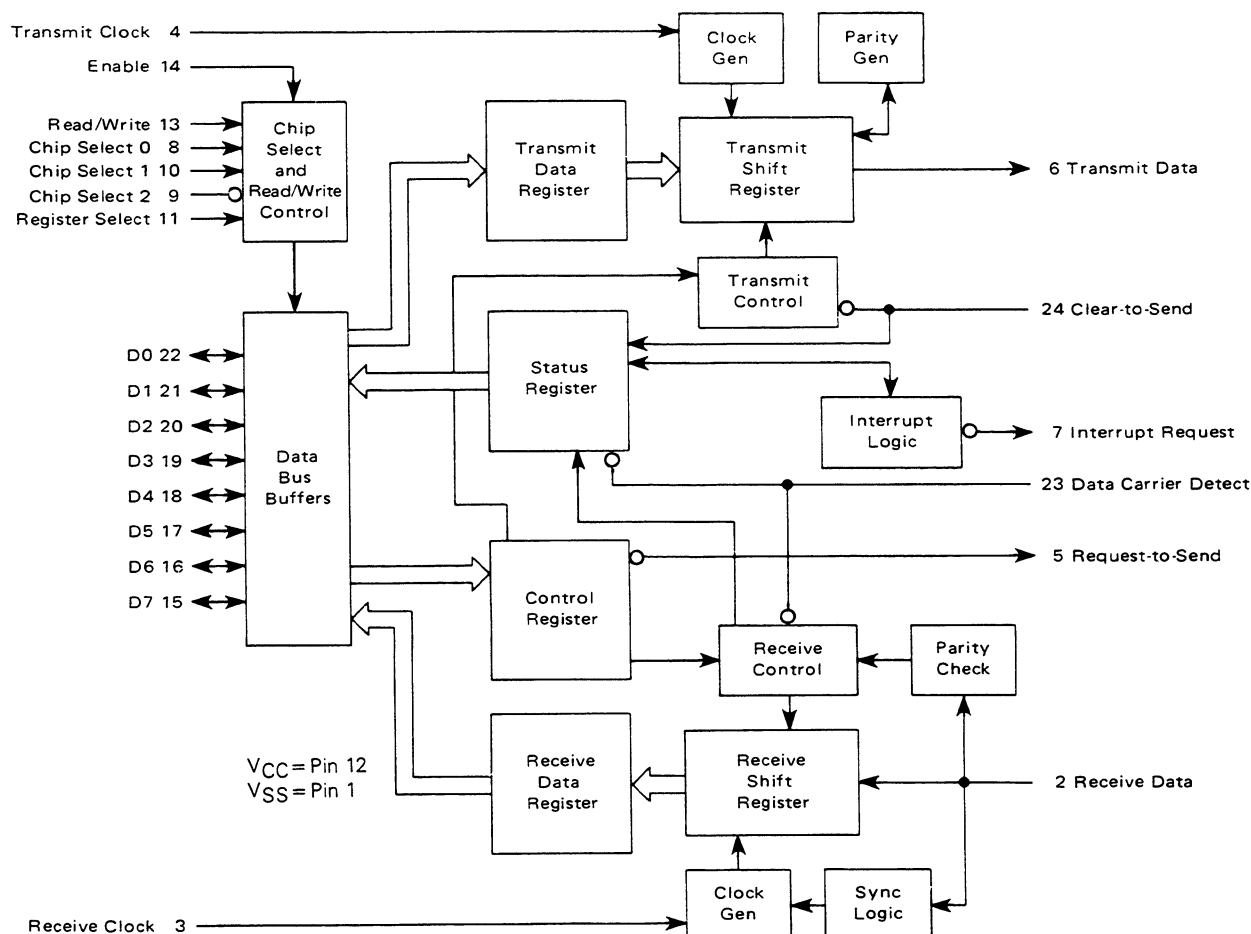 Transmit Clock 4
Clock
Gen
Parity
Gen
Enable 14
Read/Write 13
Chip Select 0 8
Chip Select 1 10
Chip Select 2 9
Register Select 11
Chip
Select
and
Read/Write
Control
Transmit
Data
Register
Transmit
Shift
Register
6 Transmit Data
Transmit
Control
24 Clear-to-Send
D0 22
D1 21
D2 20
D3 19
D4 18
D5 17
D6 16
D7 15
Data
Bus
Buffers
Status
Register
Interrupt
Logic
7 Interrupt Request
23 Data Carrier Detect
5 Request-to-Send
Control
Register
Receive
Control
Parity
Check
VCC= Pin 12
VSS= Pin 1
Receive
Data
Register
Receive
Shift
Register
2 Receive Data
Receive Clock 3
Clock
Gen
Sync
Logic